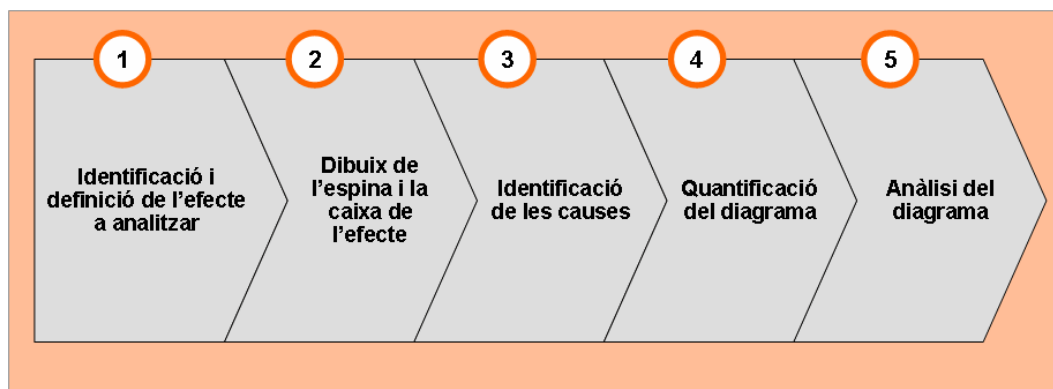 1
Identificació i
definició de l'efecte
a analitzar
2
Dibuix de
l'espina i la
caixa de
l'efecte
3
Identificació
de les causes
4
Quantificació
del diagrama
5
Anàlisi del
diagrama